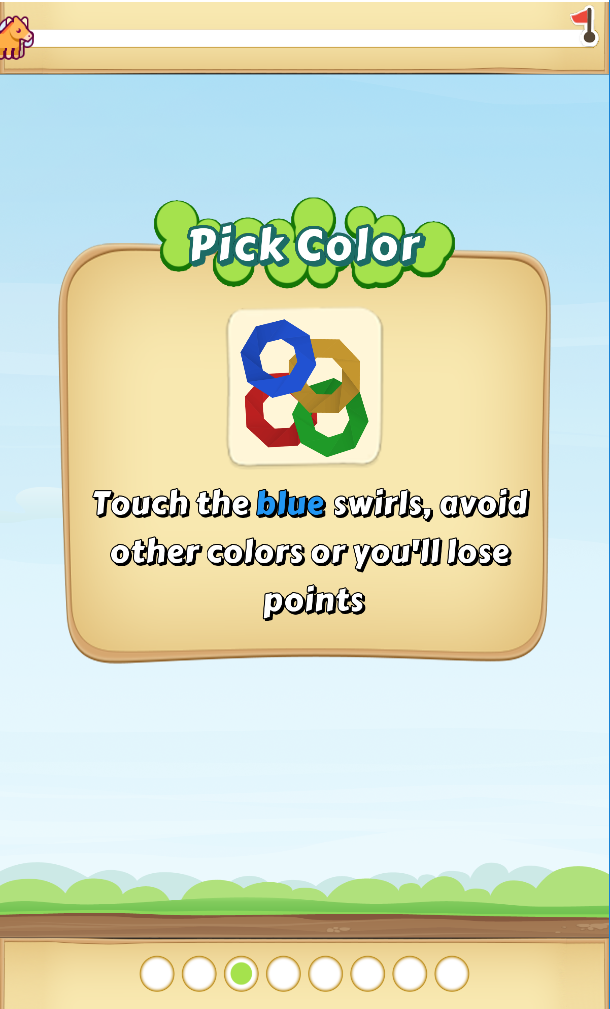 Pick Color
Touch the blue swirls, avoid
other colors or you'll lose
points